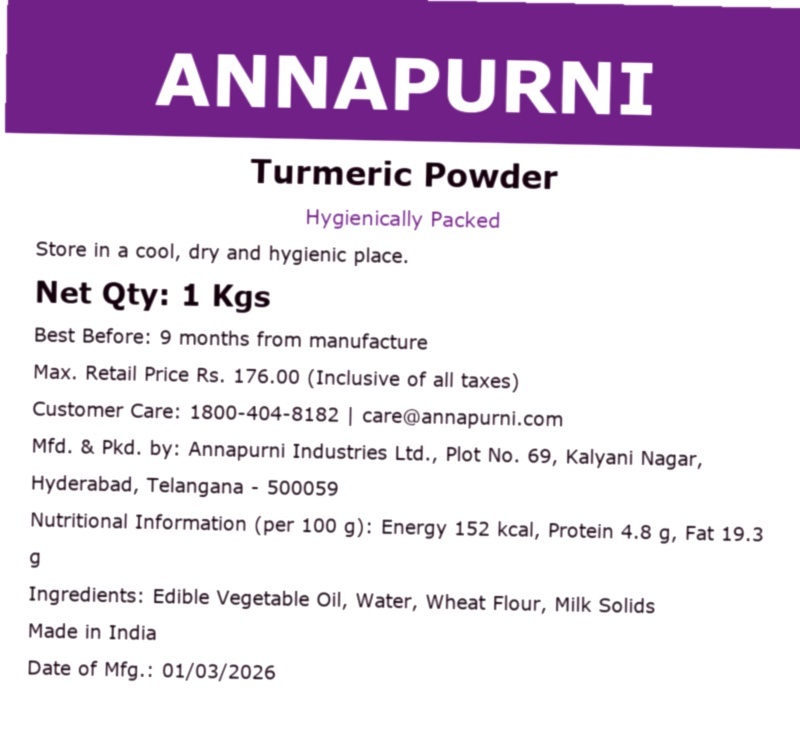 ANNAPURNI
Turmeric Powder
Hygienically Packed
Store in a cool, dry and hygienic place.
Net Qty: 1 Kgs
Best Before: 9 months from manufacture
Max. Retail Price Rs. 176.00 (Inclusive of all taxes)
Customer Care: 1800-404-8182 | care@annapurni.com
Mfd. & Pkd. by: Annapurni Industries Ltd., Plot No. 69, Kalyani Nagar,
Hyderabad, Telangana - 500059
Nutritional Information (per 100 g): Energy 152 kcal, Protein 4.8 g, Fat 19.3
g
Ingredients: Edible Vegetable Oil, Water, Wheat Flour, Milk Solids
Made in India
Date of Mfg.: 01/03/2026